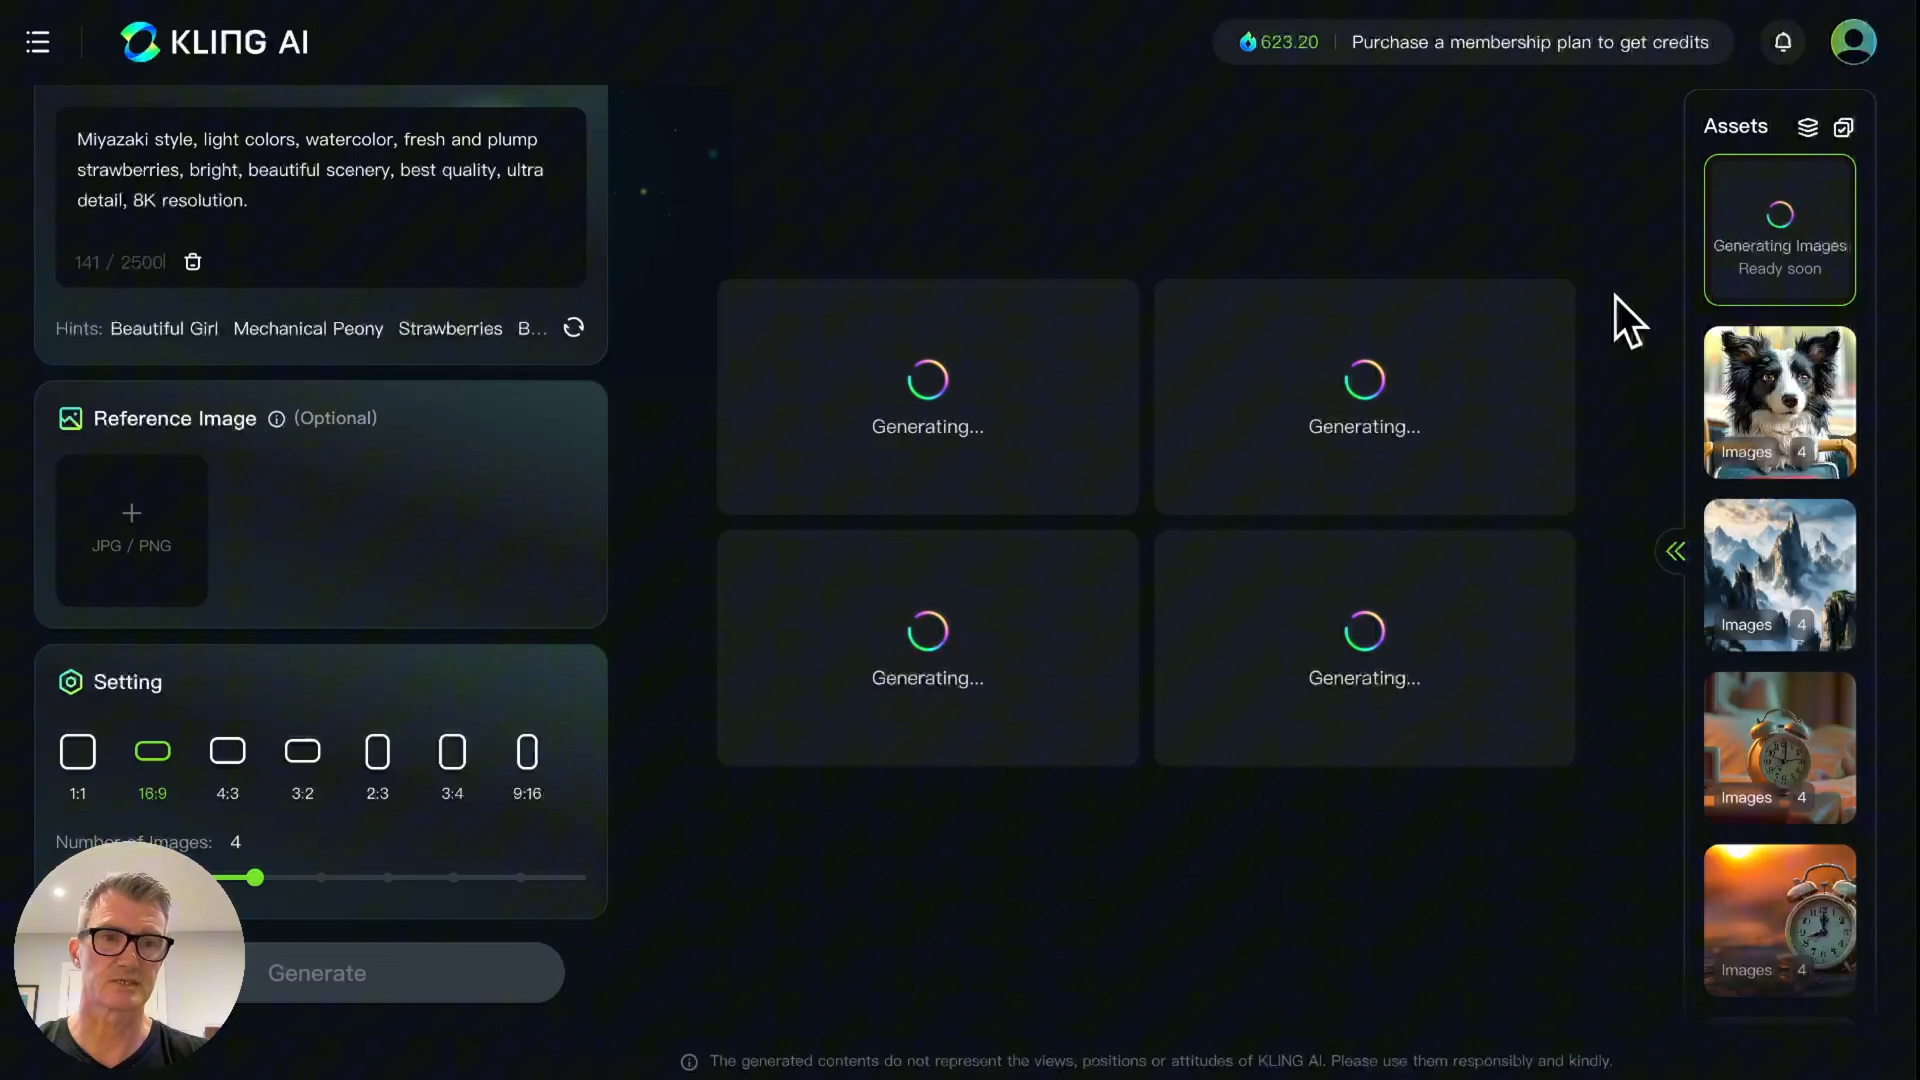 KLING AI
623.20
Purchase a membership plan to get credits
Miyazaki style, light colors, watercolor, fresh and plump
strawberries, bright, beautiful scenery, best quality, ultra
detail, 8K resolution.
141 / 2500
Hints: Beautiful Girl Mechanical Peony Strawberries B...
Reference Image (Optional)
JPG / PNG
Setting
1:1 16:9 4:3 3:2 2:3 3:4 9:16
Number of Images: 4
Generate
Generating...
Generating...
Generating...
Generating...
Assets
Generating Images
Ready soon
Images 4
Images 4
Images 4
Images 4
The generated contents do not represent the views, positions or attitudes of KLING AI. Please use them responsibly and kindly.